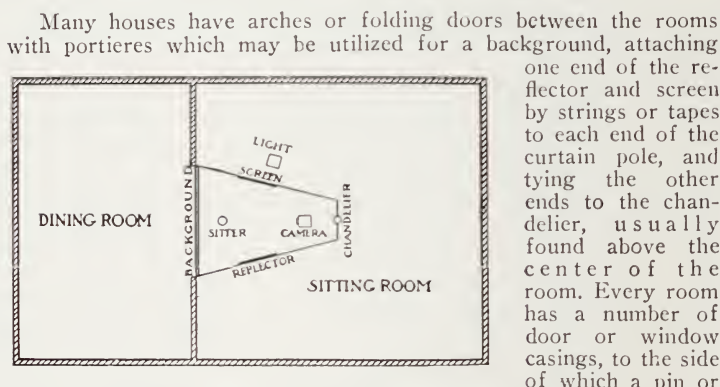 Many houses have arches or folding doors between the rooms
with portieres which may be utilized for a background, attaching
one end of the re-
flector and screen
by strings or tapes
to each end of the
curtain pole, and
tying the other
ends to the chan-
delier, usually
found above the
center of the
room. Every room
has a number of
door or window
casings, to the side
of which a pin or
LIGHT
SCREEN
BACKGROUND
CHANDELIER
DINING ROOM
SITTER
CAMERA
REFLECTOR
SITTING ROOM